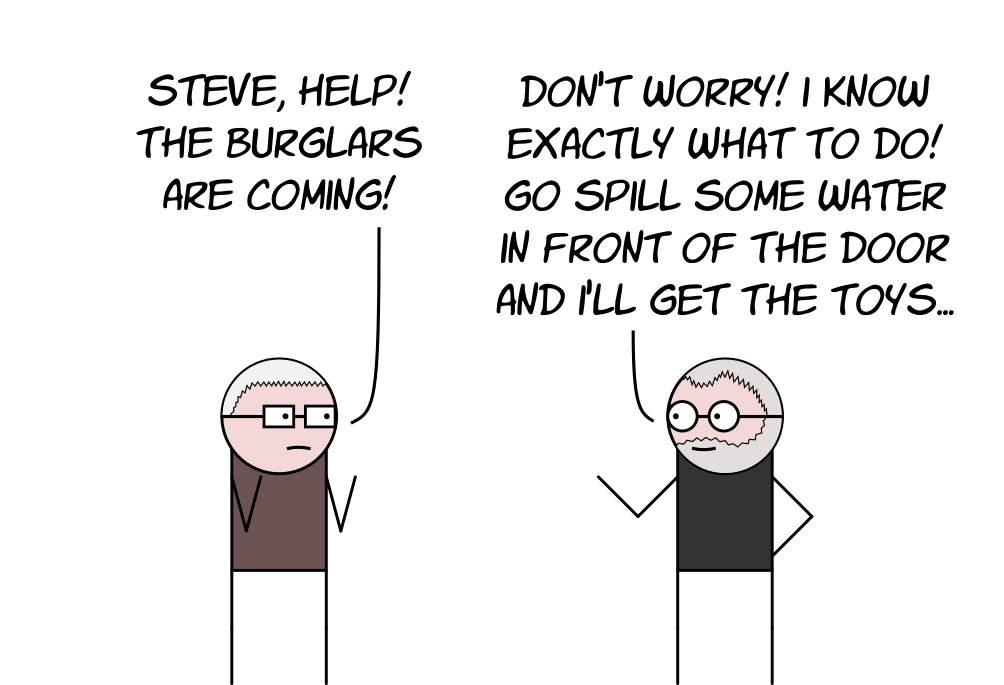 STEVE, HELP!
THE BURGLARS
ARE COMING!
DON'T WORRY! I KNOW
EXACTLY WHAT TO DO!
GO SPILL SOME WATER
IN FRONT OF THE DOOR
AND I'LL GET THE TOYS...